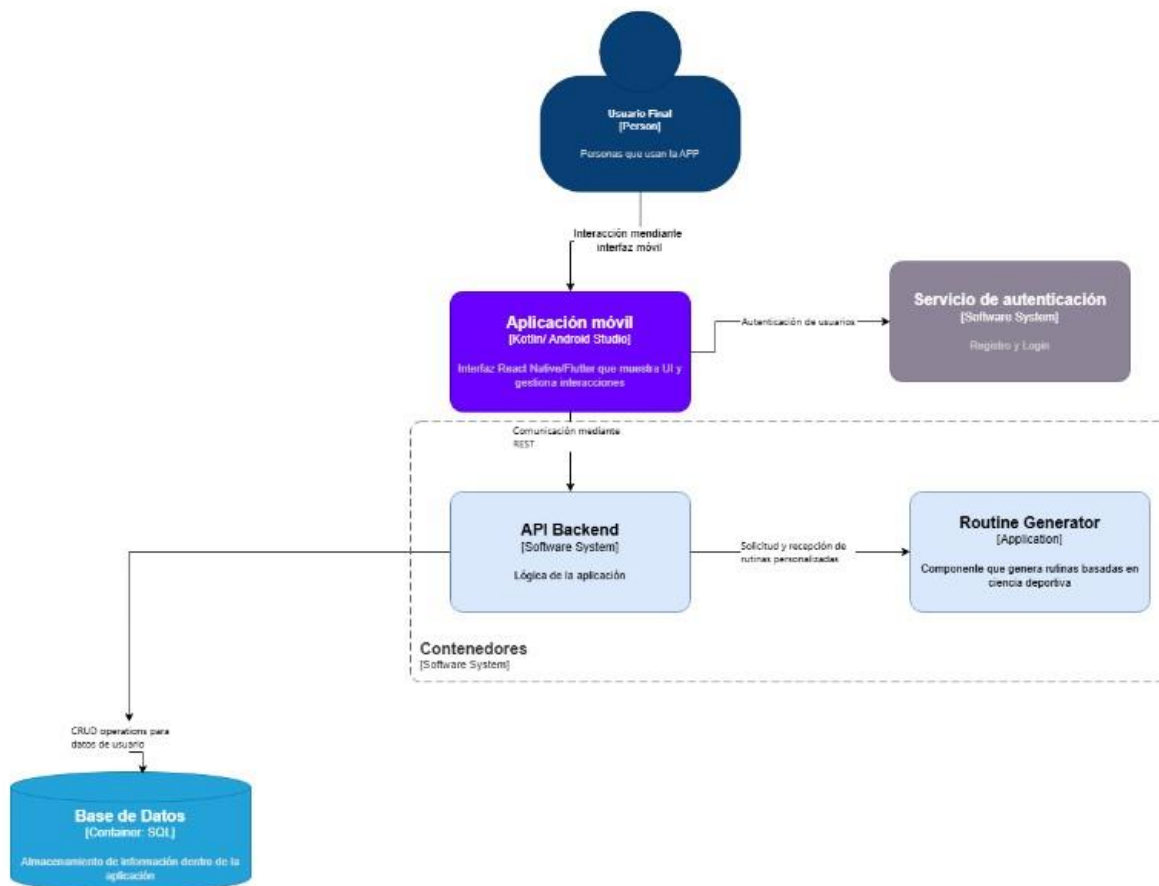 Usuario Final
[Person]
Personas que usan la APP
Interacción mendiante
interfaz móvil
Aplicación móvil
[Kotlin/ Android Studio]
Interfaz React Native/Flutter que muestra UI y
gestiona interacciones
Autenticación de usuarios
Servicio de autenticación
[Software System]
Registro y Login
Comunicación mediante
REST
API Backend
[Software System]
Lógica de la aplicación
Solicitud y recepción de
rutinas personalizadas
Routine Generator
[Application]
Componente que genera rutinas basadas en
ciencia deportiva
Contenedores
[Software System]
CRUD operations para
datos de usuario
Base de Datos
[Container: SQL]
Almacenamiento de información dentro de la
aplicación